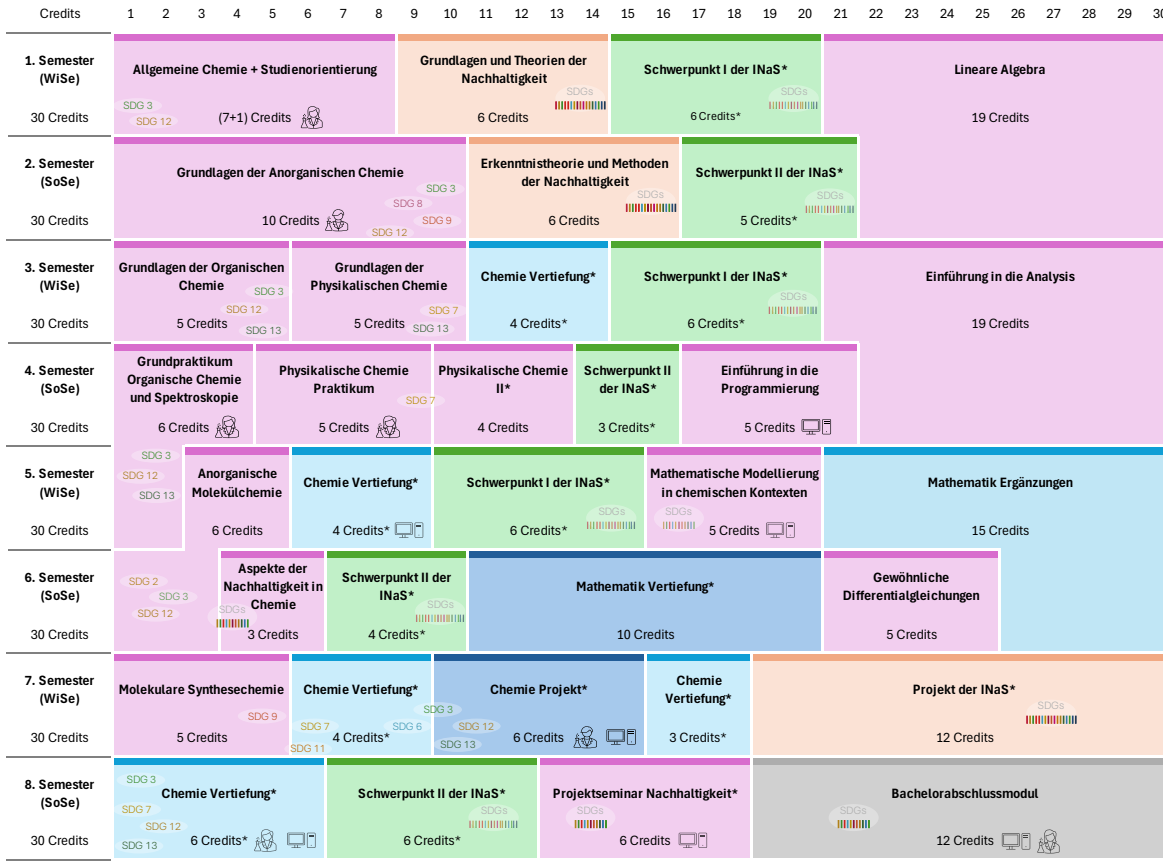 Credits 1 2 3 4 5 6 7 8 9 10 11 12 13 14 15 16 17 18 19 20 21 22 23 24 25 26 27 28 29 30
1. Semester
(WiSe)
30 Credits
Allgemeine Chemie + Studienorientierung
SDG 3
SDG 12
(7+1) Credits
Grundlagen und Theorien der
Nachhaltigkeit
SDGs
6 Credits
Schwerpunkt I der INaS*
SDGs
6 Credits*
Lineare Algebra
19 Credits
2. Semester
(SoSe)
30 Credits
Grundlagen der Anorganischen Chemie
SDG 3
SDG 8
SDG 9
SDG 12
10 Credits
Erkenntnistheorie und Methoden
der Nachhaltigkeit
SDGs
6 Credits
Schwerpunkt II der INaS*
SDGs
5 Credits*
3. Semester
(WiSe)
30 Credits
Grundlagen der Organischen
Chemie
SDG 3
SDG 12
SDG 13
5 Credits
Grundlagen der
Physikalischen Chemie
SDG 7
SDG 13
5 Credits
Chemie Vertiefung*
4 Credits*
Schwerpunkt I der INaS*
SDGs
6 Credits*
Einführung in die Analysis
19 Credits
4. Semester
(SoSe)
30 Credits
Grundpraktikum
Organische Chemie
und Spektroskopie
6 Credits
Physikalische Chemie
Praktikum
SDG 7
5 Credits
Physikalische Chemie
II*
4 Credits
Schwerpunkt II
der INaS*
3 Credits*
Einführung in die
Programmierung
5 Credits
5. Semester
(WiSe)
30 Credits
SDG 3
SDG 12
SDG 13
Anorganische
Molekülchemie
6 Credits
Chemie Vertiefung*
4 Credits*
Schwerpunkt I der INaS*
SDGs
6 Credits*
Mathematische Modellierung
in chemischen Kontexten
SDGs
5 Credits
Mathematik Ergänzungen
15 Credits
6. Semester
(SoSe)
30 Credits
SDG 2
SDG 3
SDG 12
Aspekte der
Nachhaltigkeit in
Chemie
SDGs
3 Credits
Schwerpunkt II der
INaS*
SDGs
4 Credits*
Mathematik Vertiefung*
10 Credits
Gewöhnliche
Differentialgleichungen
5 Credits
7. Semester
(WiSe)
30 Credits
Molekulare Synthesechemie
SDG 9
5 Credits
Chemie Vertiefung*
SDG 7
SDG 6
SDG 11
4 Credits*
Chemie Projekt*
SDG 3
SDG 12
SDG 13
6 Credits
Chemie
Vertiefung*
3 Credits*
Projekt der INaS*
SDGs
12 Credits
8. Semester
(SoSe)
30 Credits
SDG 3
Chemie Vertiefung*
SDG 7
SDG 12
SDG 13
6 Credits*
Schwerpunkt II der INaS*
SDGs
6 Credits*
Projektseminar Nachhaltigkeit*
SDGs
6 Credits
Bachelorabschlussmodul
SDGs
12 Credits